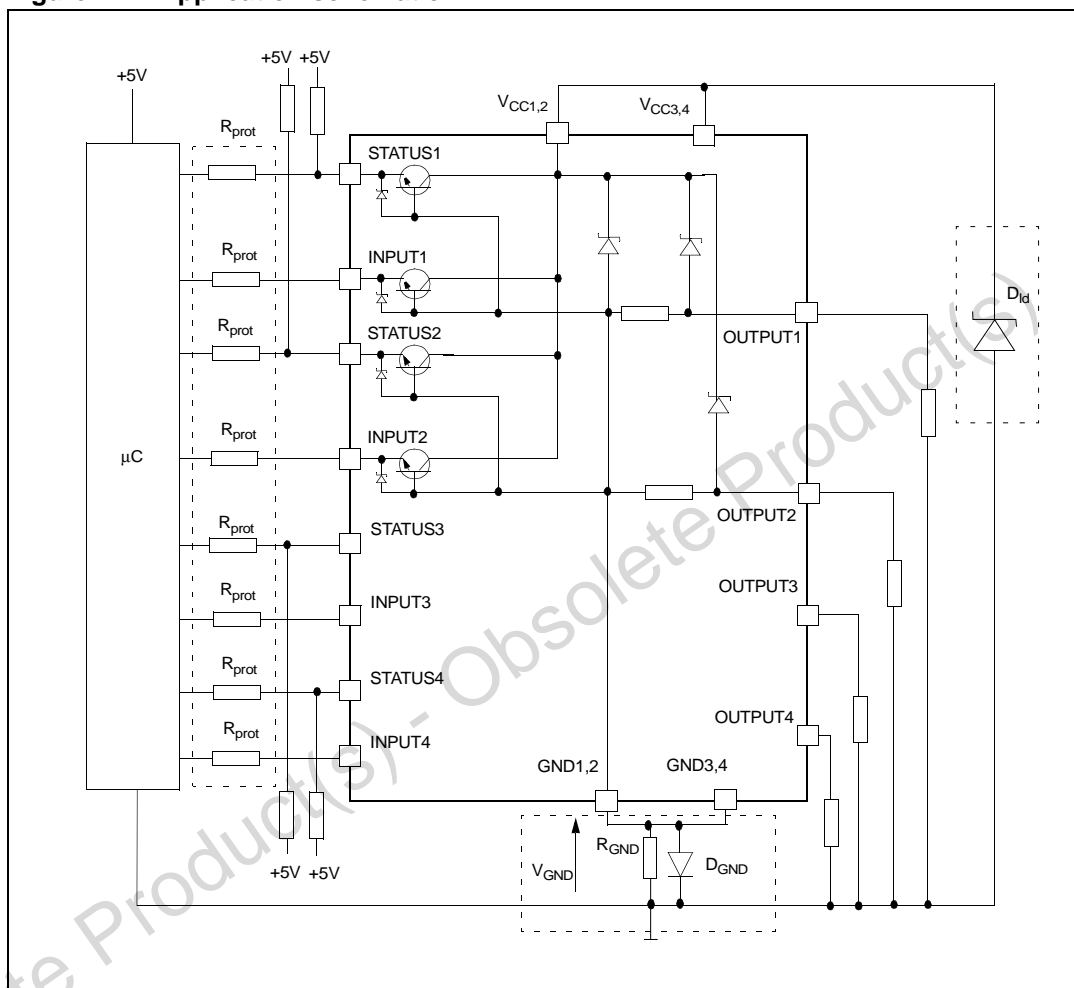 +5V
+5V
+5V
V_CC1,2
V_CC3,4
R_prot
STATUS1
R_prot
INPUT1
D_ld
R_prot
STATUS2
OUTPUT1
R_prot
INPUT2
μC
OUTPUT2
R_prot
STATUS3
OUTPUT3
R_prot
INPUT3
R_prot
STATUS4
OUTPUT4
R_prot
INPUT4
GND1,2
GND3,4
R_GND
V_GND
D_GND
+5V
+5V
ete Product(s) - Obsolete Product(s)